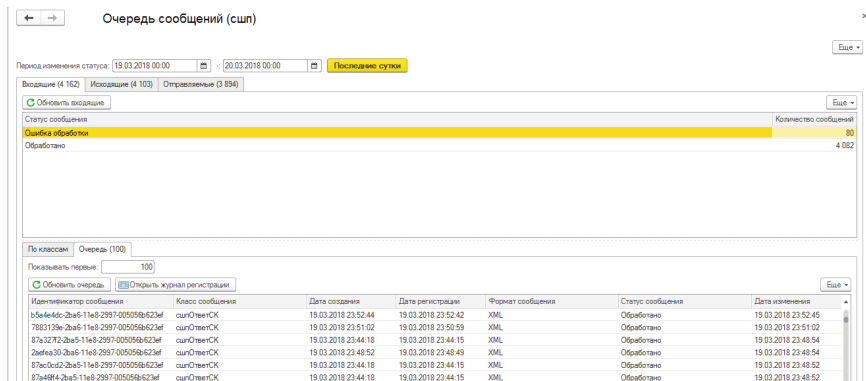 Очередь сообщений (сшп)
Еще
Период изменения статуса: 19.03.2018 00:00 -: 20.03.2018 00:00 Последние сутки
Входящие (4 162) Исходящие (4 103) Отправляемые (3 894)
Обновить входящие Еще
Статус сообщения Количество сообщений
Ошибка обработки 80
Обработано 4 082
По классам Очередь (100)
Показывать первые: 100
Обновить очередь Открыть журнал регистрации Еще
Идентификатор сообщения Класс сообщения Дата создания Дата регистрации Формат сообщения Статус сообщения Дата изменения
b5a4e4dc-2ba6-11e8-2997-005056b623ef сшпОтветСК 19.03.2018 23:52:44 19.03.2018 23:52:42 XML Обработано 19.03.2018 23:52:45
7883139e-2ba6-11e8-2997-005056b623ef сшпОтветСК 19.03.2018 23:51:02 19.03.2018 23:50:59 XML Обработано 19.03.2018 23:51:02
87a327f2-2ba5-11e8-2997-005056b623ef сшпОтветСК 19.03.2018 23:44:18 19.03.2018 23:44:15 XML Обработано 19.03.2018 23:48:54
2aefea30-2ba6-11e8-2997-005056b623ef сшпОтветСК 19.03.2018 23:48:52 19.03.2018 23:48:49 XML Обработано 19.03.2018 23:48:54
87ac0cd2-2ba5-11e8-2997-005056b623ef сшпОтветСК 19.03.2018 23:44:18 19.03.2018 23:44:15 XML Обработано 19.03.2018 23:48:52
87a46ff4-2ba5-11e8-2997-005056b623ef сшпОтветСК 19.03.2018 23:44:18 19.03.2018 23:44:15 XML Обработано 19.03.2018 23:48:52